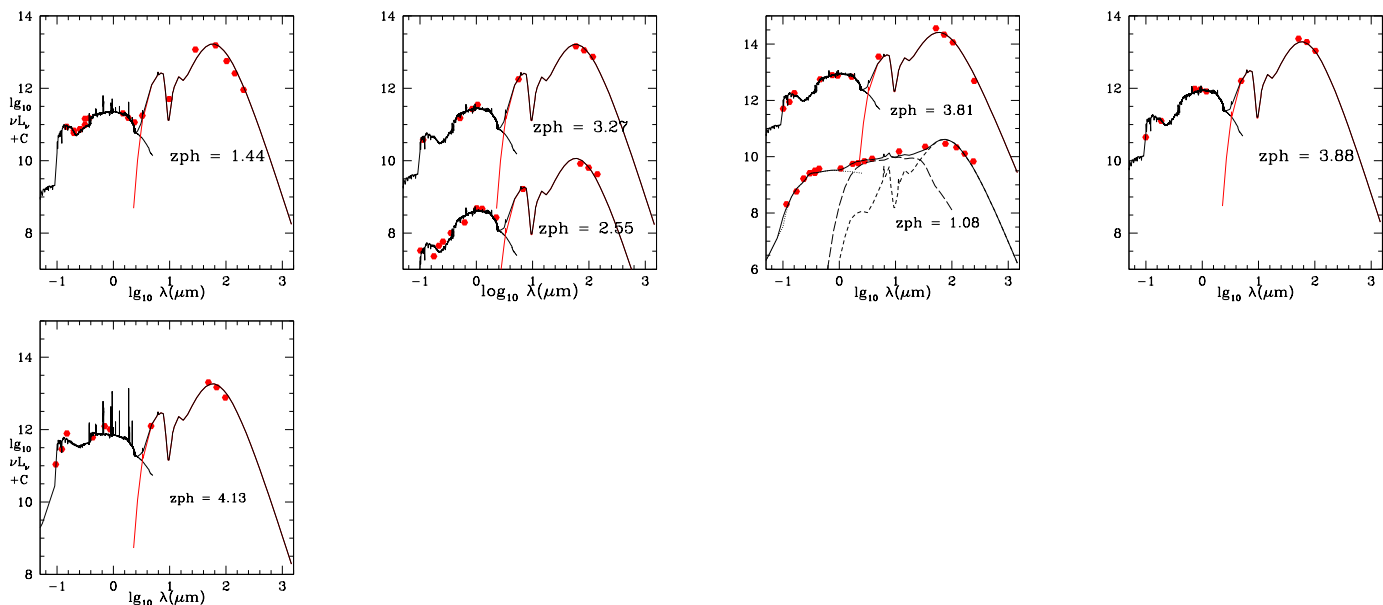 14
12
10
8
lg₁₀
νLᵥ
+C
zph = 1.44
−1 0 1 2 3
lg₁₀ λ(μm)
14
12
10
8
zph = 3.27
zph = 2.55
−1 0 1 2 3
log₁₀ λ(μm)
14
12
10
8
6
zph = 3.81
zph = 1.08
−1 0 1 2 3
lg₁₀ λ(μm)
14
12
10
8
zph = 3.88
−1 0 1 2 3
lg₁₀ λ(μm)
14
12
10
8
lg₁₀
νLᵥ
+C
zph = 4.13
−1 0 1 2 3
lg₁₀ λ(μm)